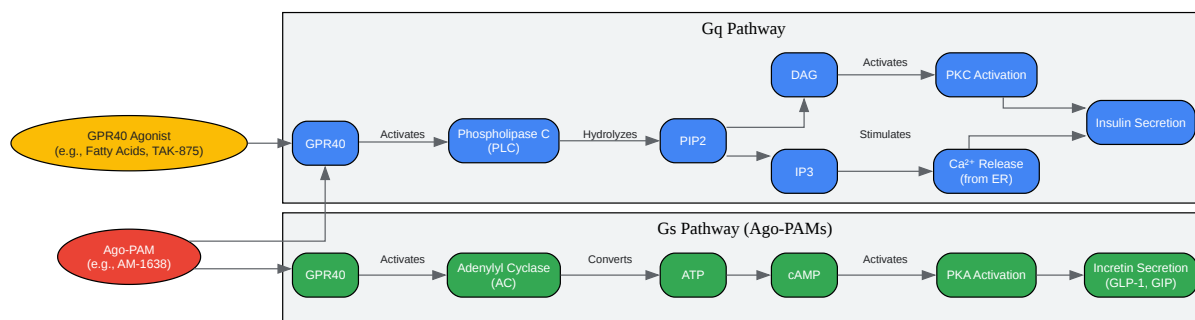 Gq Pathway
DAG
Activates
PKC Activation
GPR40 Agonist
(e.g., Fatty Acids, TAK-875)
GPR40
Activates
Phospholipase C
(PLC)
Hydrolyzes
PIP2
Stimulates
Insulin Secretion
IP3
Ca²⁺ Release
(from ER)
Gs Pathway (Ago-PAMs)
Ago-PAM
(e.g., AM-1638)
GPR40
Activates
Adenylyl Cyclase
(AC)
Converts
ATP
cAMP
Activates
PKA Activation
Incretin Secretion
(GLP-1, GIP)